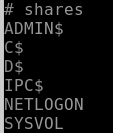 # shares
ADMIN$
C$
D$
IPC$
NETLOGON
SYSVOL